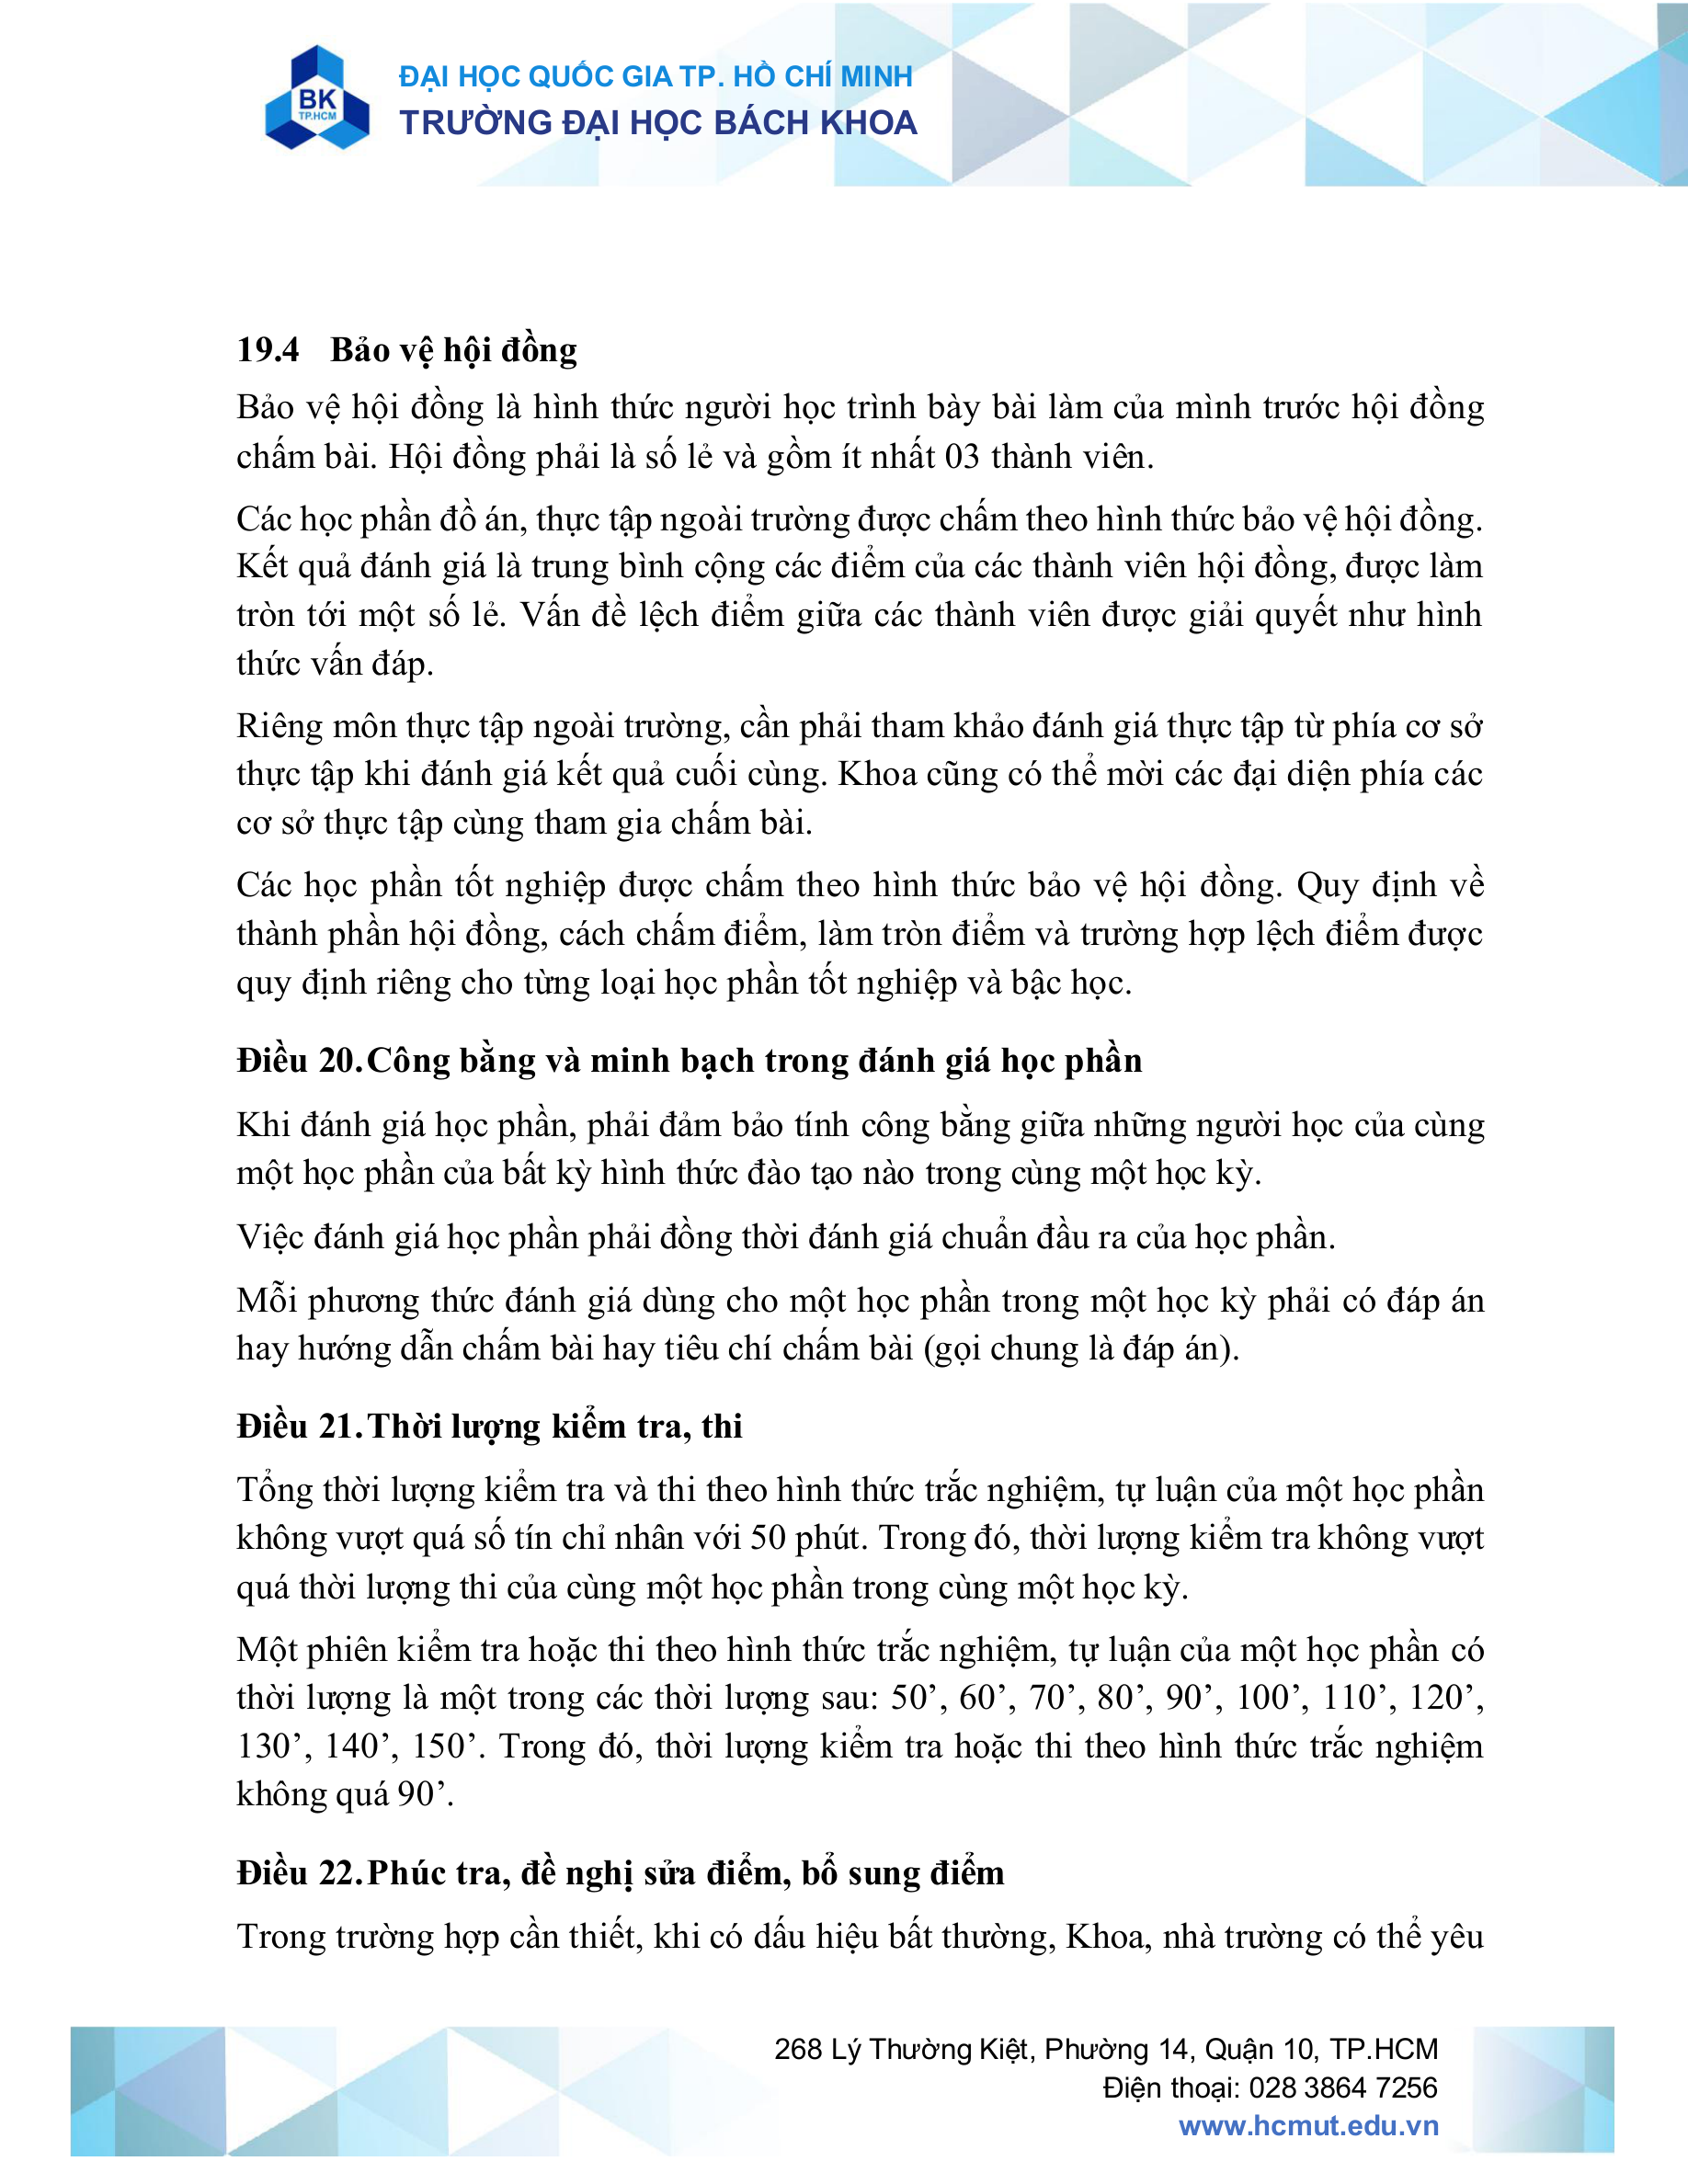 ĐẠI HỌC QUỐC GIA TP. HỒ CHÍ MINH
TRƯỜNG ĐẠI HỌC BÁCH KHOA
BK
TP.HCM
19.4 Bảo vệ hội đồng
Bảo vệ hội đồng là hình thức người học trình bày bài làm của mình trước hội đồng
chấm bài. Hội đồng phải là số lẻ và gồm ít nhất 03 thành viên.
Các học phần đồ án, thực tập ngoài trường được chấm theo hình thức bảo vệ hội đồng.
Kết quả đánh giá là trung bình cộng các điểm của các thành viên hội đồng, được làm
tròn tới một số lẻ. Vấn đề lệch điểm giữa các thành viên được giải quyết như hình
thức vấn đáp.
Riêng môn thực tập ngoài trường, cần phải tham khảo đánh giá thực tập từ phía cơ sở
thực tập khi đánh giá kết quả cuối cùng. Khoa cũng có thể mời các đại diện phía các
cơ sở thực tập cùng tham gia chấm bài.
Các học phần tốt nghiệp được chấm theo hình thức bảo vệ hội đồng. Quy định về
thành phần hội đồng, cách chấm điểm, làm tròn điểm và trường hợp lệch điểm được
quy định riêng cho từng loại học phần tốt nghiệp và bậc học.
Điều 20. Công bằng và minh bạch trong đánh giá học phần
Khi đánh giá học phần, phải đảm bảo tính công bằng giữa những người học của cùng
một học phần của bất kỳ hình thức đào tạo nào trong cùng một học kỳ.
Việc đánh giá học phần phải đồng thời đánh giá chuẩn đầu ra của học phần.
Mỗi phương thức đánh giá dùng cho một học phần trong một học kỳ phải có đáp án
hay hướng dẫn chấm bài hay tiêu chí chấm bài (gọi chung là đáp án).
Điều 21. Thời lượng kiểm tra, thi
Tổng thời lượng kiểm tra và thi theo hình thức trắc nghiệm, tự luận của một học phần
không vượt quá số tín chỉ nhân với 50 phút. Trong đó, thời lượng kiểm tra không vượt
quá thời lượng thi của cùng một học phần trong cùng một học kỳ.
Một phiên kiểm tra hoặc thi theo hình thức trắc nghiệm, tự luận của một học phần có
thời lượng là một trong các thời lượng sau: 50’, 60’, 70’, 80’, 90’, 100’, 110’, 120’,
130’, 140’, 150’. Trong đó, thời lượng kiểm tra hoặc thi theo hình thức trắc nghiệm
không quá 90’.
Điều 22. Phúc tra, đề nghị sửa điểm, bổ sung điểm
Trong trường hợp cần thiết, khi có dấu hiệu bất thường, Khoa, nhà trường có thể yêu
268 Lý Thường Kiệt, Phường 14, Quận 10, TP.HCM
Điện thoại: 028 3864 7256
www.hcmut.edu.vn